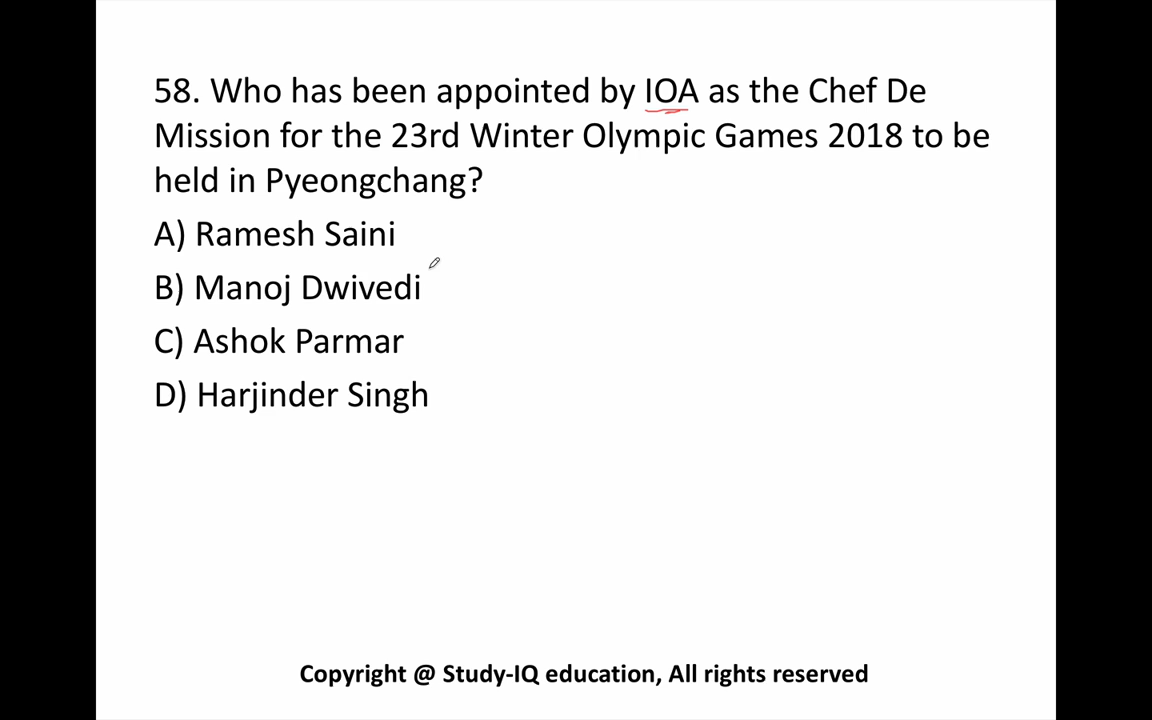 58. Who has been appointed by IOA as the Chef De
Mission for the 23rd Winter Olympic Games 2018 to be
held in Pyeongchang?
A) Ramesh Saini
B) Manoj Dwivedi
C) Ashok Parmar
D) Harjinder Singh
Copyright @ Study-IQ education, All rights reserved